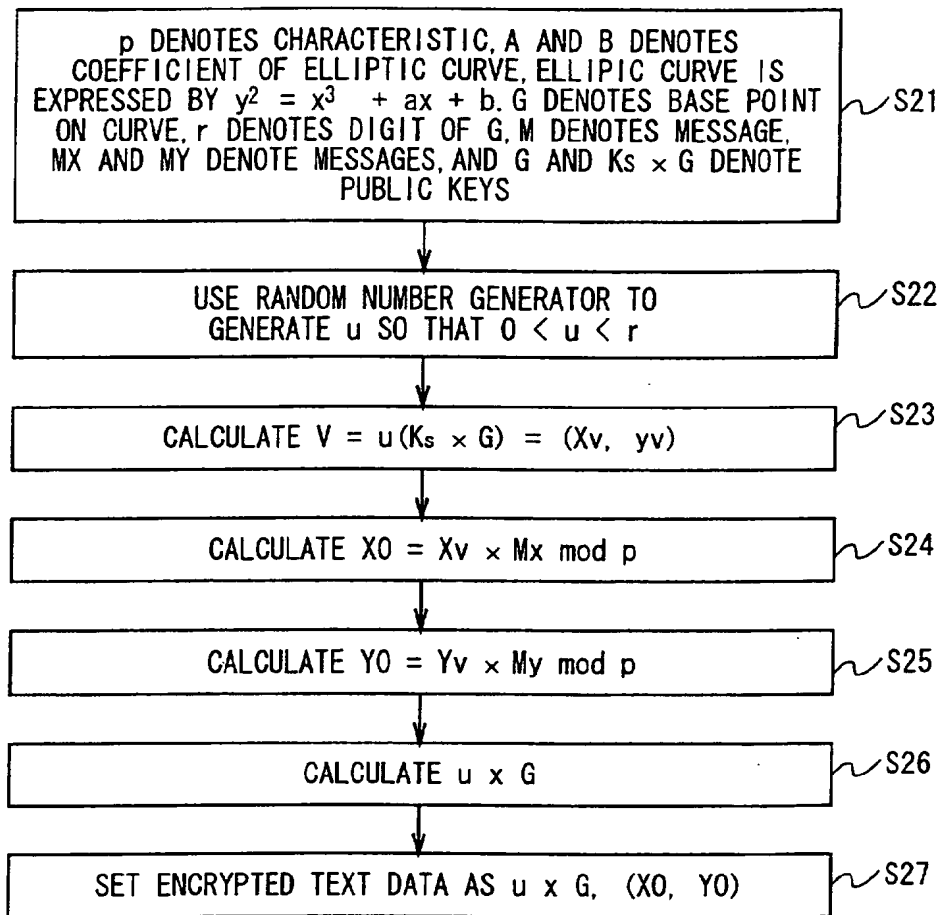 p DENOTES CHARACTERISTIC, A AND B DENOTES
COEFFICIENT OF ELLIPTIC CURVE, ELLIPIC CURVE IS
EXPRESSED BY y² = x³ + ax + b. G DENOTES BASE POINT
ON CURVE, r DENOTES DIGIT OF G, M DENOTES MESSAGE,
MX AND MY DENOTE MESSAGES, AND G AND Ks × G DENOTE
PUBLIC KEYS
S21
USE RANDOM NUMBER GENERATOR TO
GENERATE u SO THAT 0 < u < r
S22
CALCULATE V = u(Ks × G) = (Xv, yv)
S23
CALCULATE X0 = Xv × Mx mod p
S24
CALCULATE Y0 = Yv × My mod p
S25
CALCULATE u x G
S26
SET ENCRYPTED TEXT DATA AS u x G, (X0, Y0)
S27